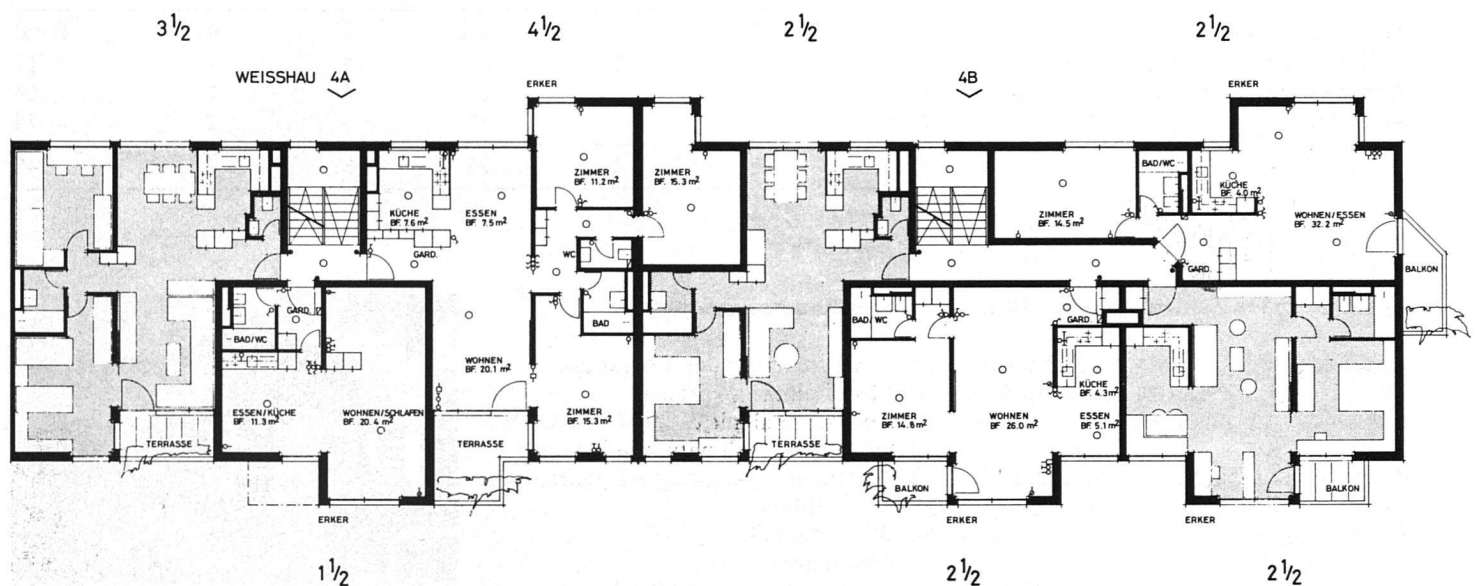 3 1/2
4 1/2
2 1/2
2 1/2
WEISSHAU 4A
4B
ERKER
ERKER
ZIMMER
BF. 11.2 m²
ZIMMER
BF. 15.3 m²
KÜCHE
BF. 7.6 m²
ESSEN
BF. 7.5 m²
GARD.
WC
BAD
ZIMMER
BF. 14.5 m²
BAD/WC
KÜCHE
BF. 4.0 m²
WOHNEN/ESSEN
BF. 32.2 m²
GARD.
BALKON
GARD.
BAD/WC
WOHNEN
BF. 20.1 m²
BAD/WC
GARD.
ESSEN/KÜCHE
BF. 11.3 m²
WOHNEN/SCHLAFEN
BF. 20.4 m²
ZIMMER
BF. 15.3 m²
ZIMMER
BF. 14.8 m²
WOHNEN
BF 26.0 m²
KÜCHE
BF. 4.3 m²
ESSEN
BF 5.1 m²
TERRASSE
TERRASSE
TERRASSE
BALKON
BALKON
ERKER
ERKER
ERKER
1 1/2
2 1/2
2 1/2